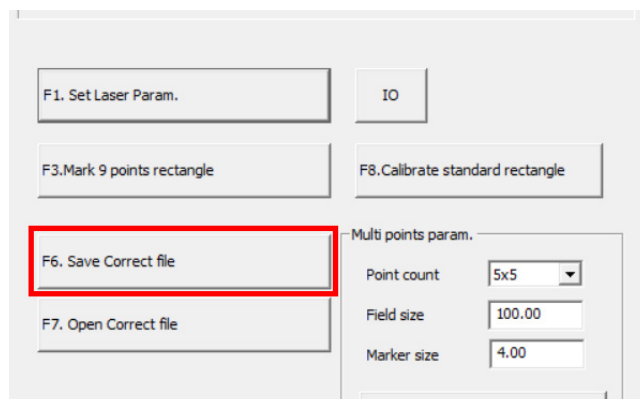 F1. Set Laser Param.
IO
F3.Mark 9 points rectangle
F8.Calibrate standard rectangle
F6. Save Correct file
F7. Open Correct file
Multi points param.
Point count 5x5
Field size 100.00
Marker size 4.00